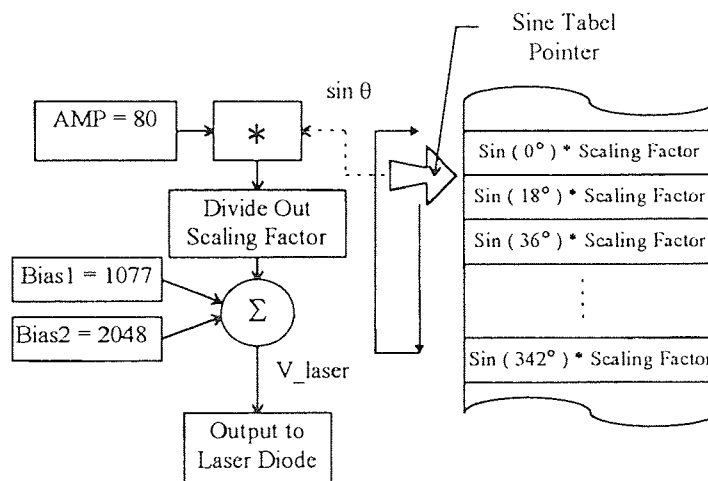 Sine Tabel
Pointer
sin θ
AMP = 80
*
Divide Out
Scaling Factor
Bias1 = 1077
Bias2 = 2048
Σ
V_laser
Output to
Laser Diode
Sin ( 0° ) * Scaling Factor
Sin ( 18° ) * Scaling Factor
Sin ( 36° ) * Scaling Factor
Sin ( 342° ) * Scaling Factor